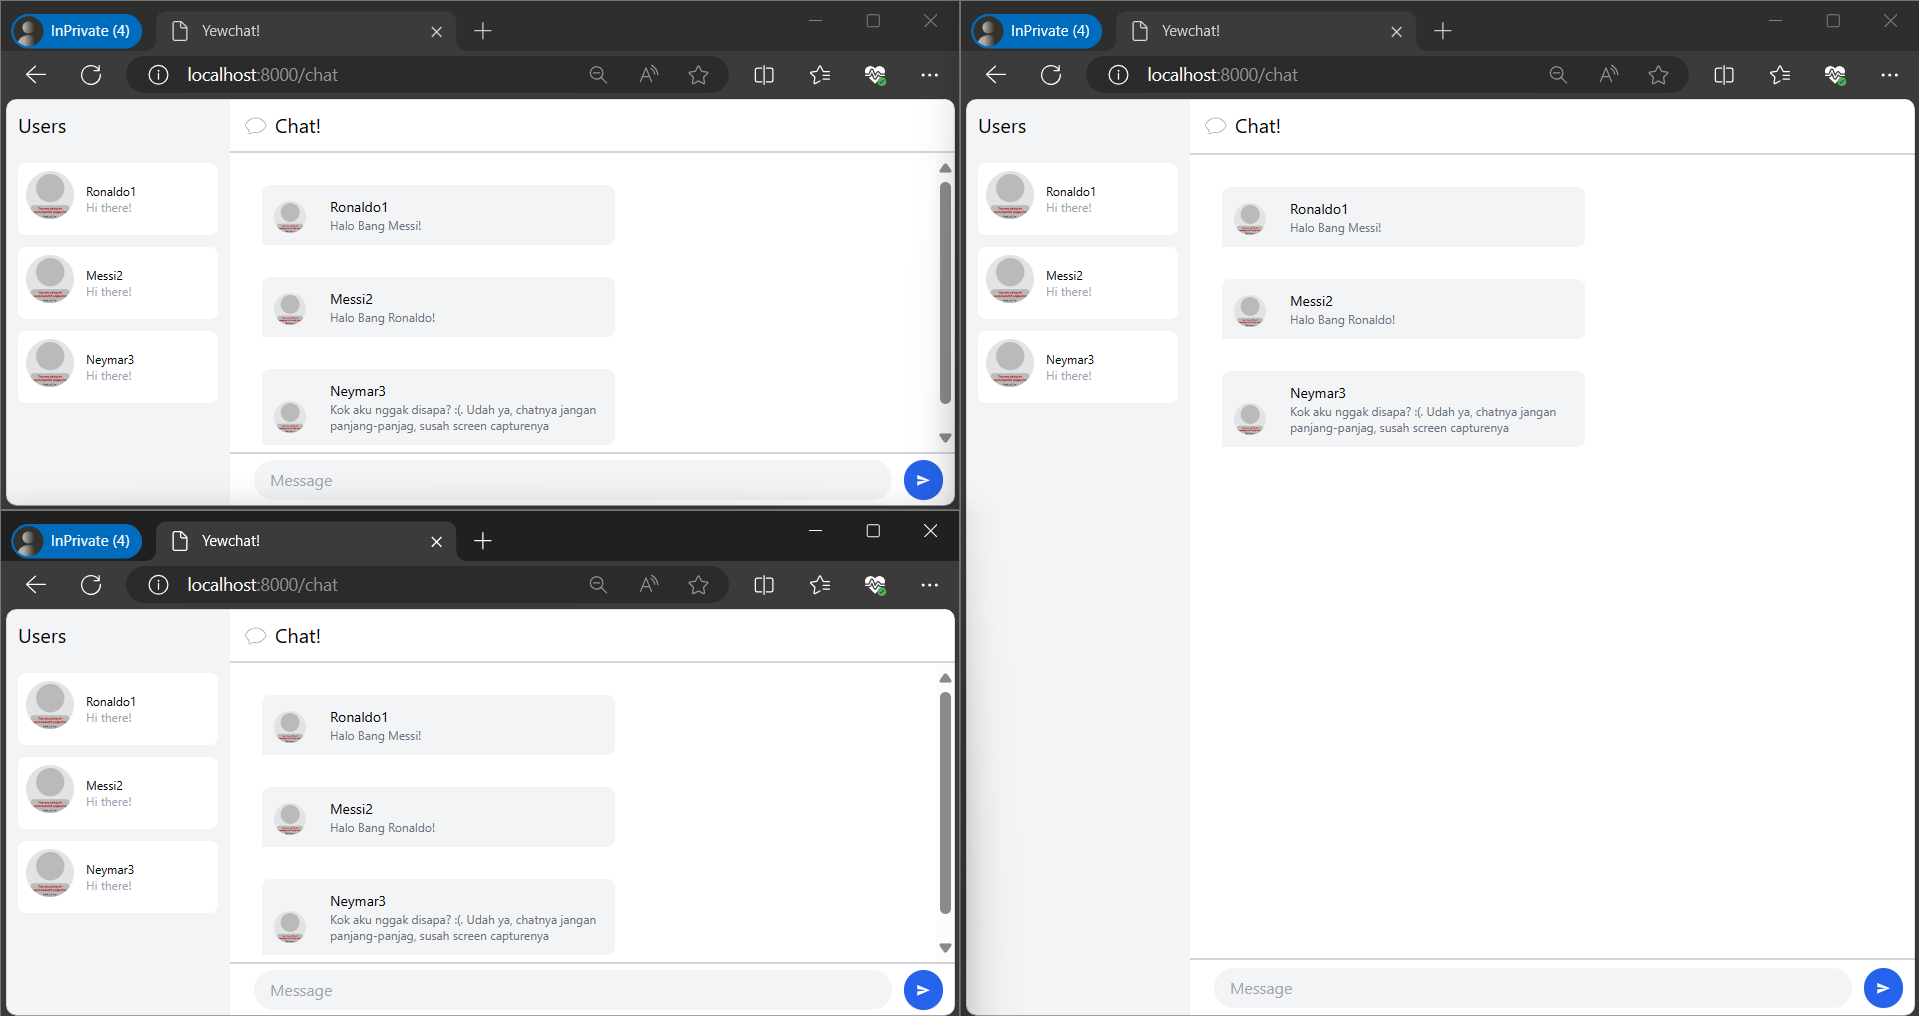 InPrivate (4)
Yewchat!
localhost:8000/chat
Users
Ronaldo1
Hi there!
Messi2
Hi there!
Neymar3
Hi there!
Chat!
Ronaldo1
Halo Bang Messi!
Messi2
Halo Bang Ronaldo!
Neymar3
Kok aku nggak disapa? :(. Udah ya, chatnya jangan
panjang-panjag, susah screen capturenya
Message
InPrivate (4)
Yewchat!
localhost:8000/chat
Users
Ronaldo1
Hi there!
Messi2
Hi there!
Neymar3
Hi there!
Chat!
Ronaldo1
Halo Bang Messi!
Messi2
Halo Bang Ronaldo!
Neymar3
Kok aku nggak disapa? :(. Udah ya, chatnya jangan
panjang-panjag, susah screen capturenya
Message
InPrivate (4)
Yewchat!
localhost:8000/chat
Users
Ronaldo1
Hi there!
Messi2
Hi there!
Neymar3
Hi there!
Chat!
Ronaldo1
Halo Bang Messi!
Messi2
Halo Bang Ronaldo!
Neymar3
Kok aku nggak disapa? :(. Udah ya, chatnya jangan
panjang-panjag, susah screen capturenya
Message